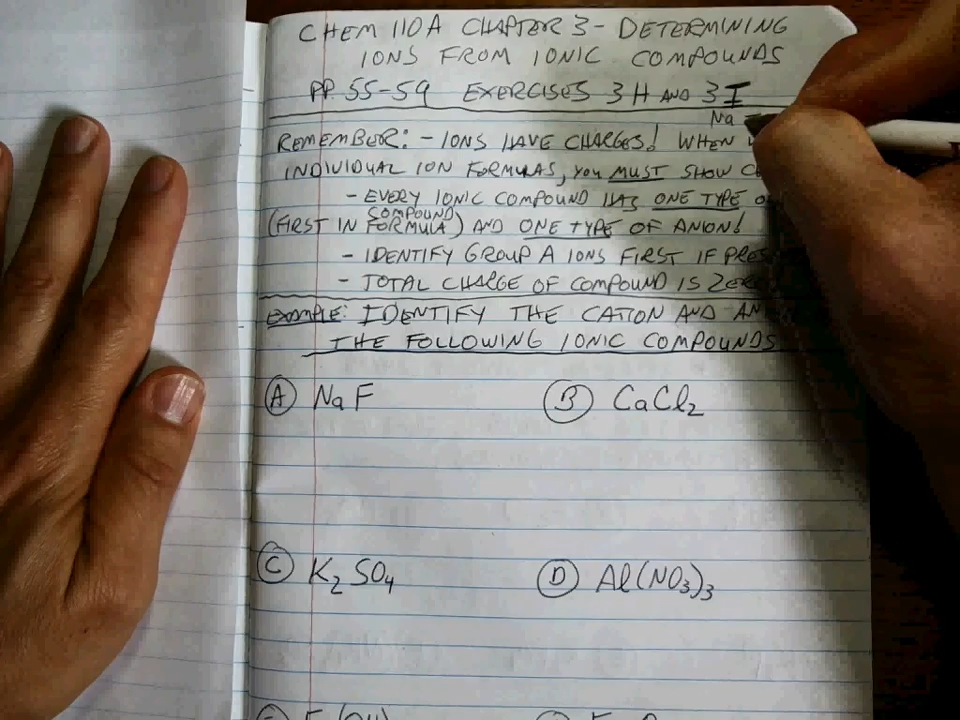 CHEM 110A CHAPTER 3 - DETERMINING
IONS FROM IONIC COMPOUNDS
PP. 55-59 EXERCISES 3H AND 3I
Na
REMEMBER: - IONS HAVE CHARGES! WHEN
INDIVIDUAL ION FORMULAS, YOU MUST SHOW
- EVERY IONIC COMPOUND HAS ONE TYPE
COMPOUND
(FIRST IN FORMULA) AND ONE TYPE OF ANION!
- IDENTIFY GROUP A IONS FIRST IF
- TOTAL CHARGE OF COMPOUND IS ZERO
EXAMPLE: IDENTIFY THE CATION AND
THE FOLLOWING IONIC COMPOUNDS
(A) NaF (B) CaCl2
(C) K2SO4 (D) Al(NO3)3